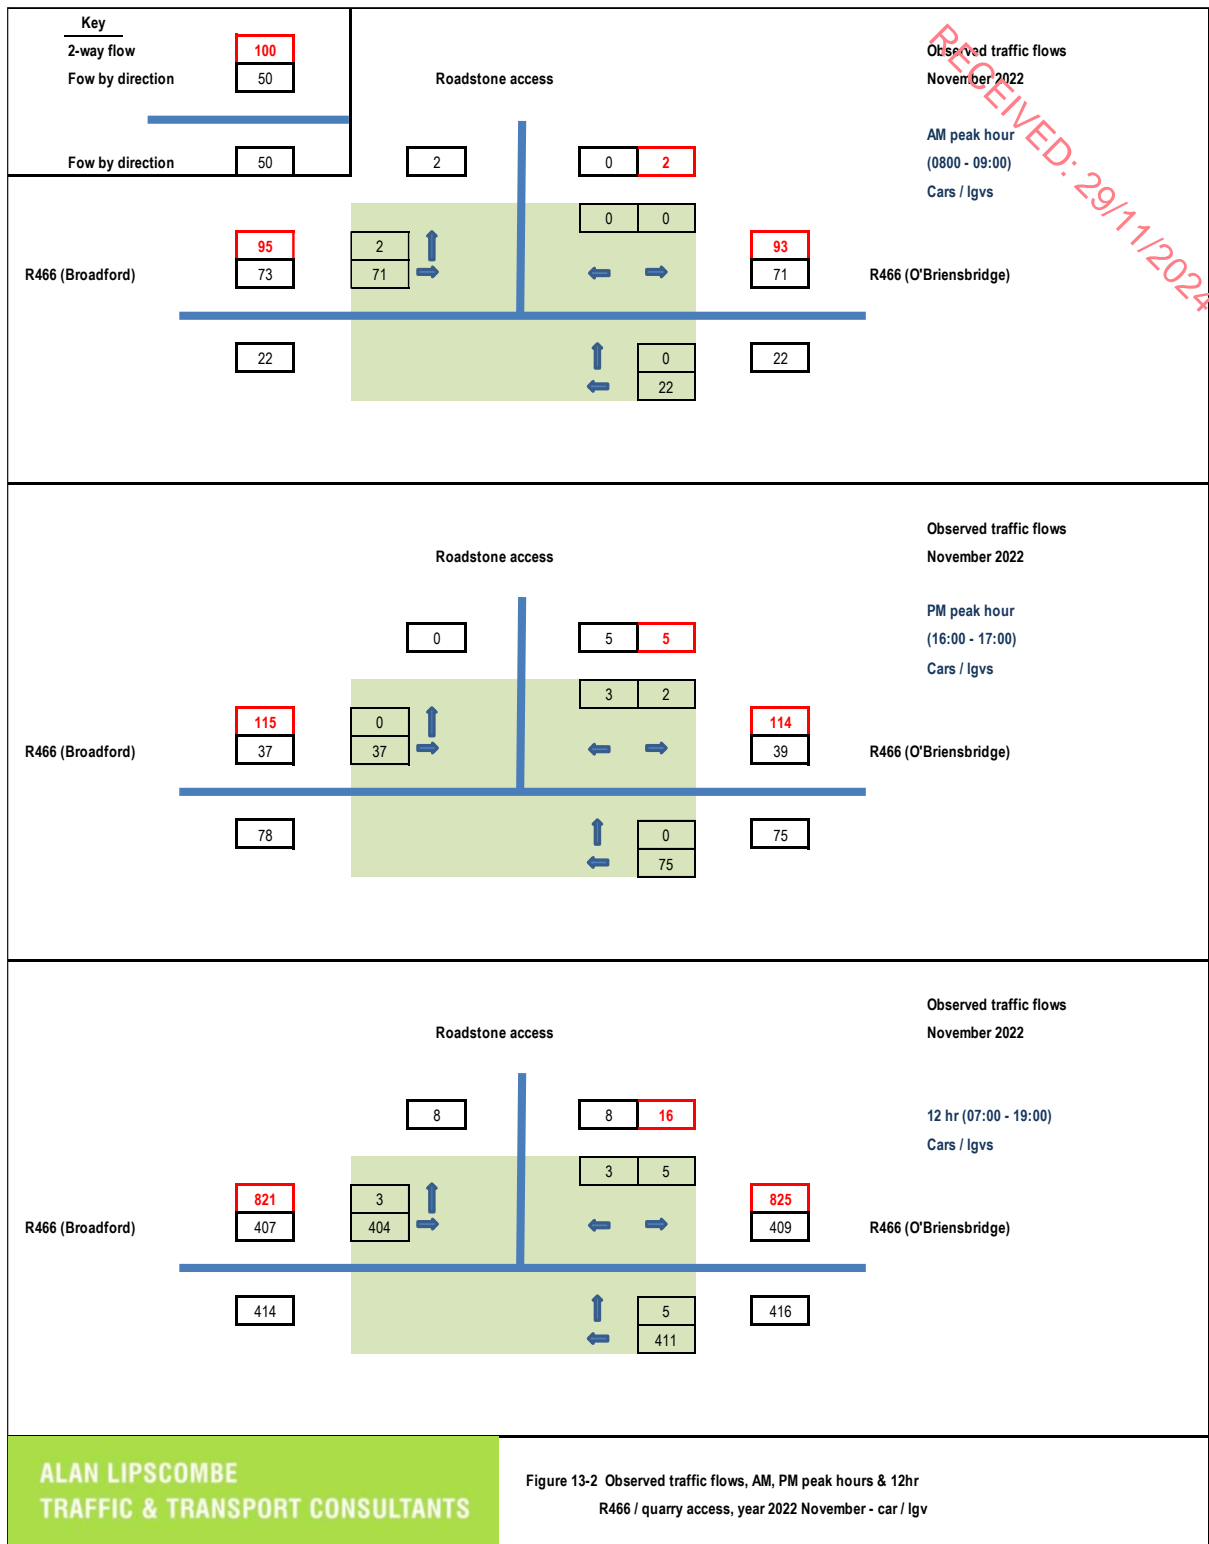 Key
2-way flow 100
Fow by direction 50
Fow by direction 50
Roadstone access
Observed traffic flows
November 2022
AM peak hour
(0800 - 09:00)
Cars / lgvs
RECEIVED: 29/11/2024
2 0 2
0 0
95 2 93
R466 (Broadford) 73 71 71 R466 (O'Briensbridge)
22 0 22
22
Observed traffic flows
Roadstone access November 2022
PM peak hour
0 5 5 (16:00 - 17:00)
Cars / lgvs
3 2
115 0 114
R466 (Broadford) 37 37 39 R466 (O'Briensbridge)
78 0 75
75
Observed traffic flows
Roadstone access November 2022
8 8 16 12 hr (07:00 - 19:00)
Cars / lgvs
3 5
821 3 825
R466 (Broadford) 407 404 409 R466 (O'Briensbridge)
414 5 416
411
ALAN LIPSCOMBE
TRAFFIC & TRANSPORT CONSULTANTS
Figure 13-2 Observed traffic flows, AM, PM peak hours & 12hr
R466 / quarry access, year 2022 November - car / lgv